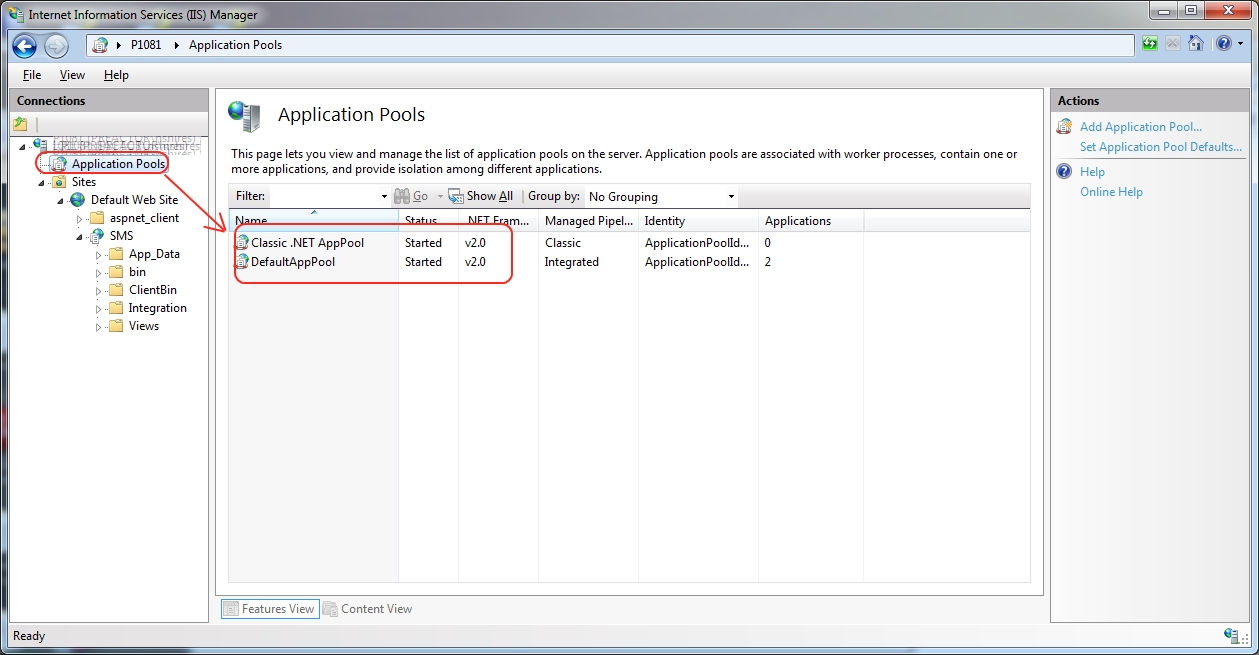 Internet Information Services (IIS) Manager
P1081 Application Pools
File View Help
Connections
Application Pools
Sites
Default Web Site
aspnet_client
SMS
App_Data
bin
ClientBin
Integration
Views
Application Pools
This page lets you view and manage the list of application pools on the server. Application pools are associated with worker processes, contain one or
more applications, and provide isolation among different applications.
Filter: Go Show All Group by: No Grouping
Name Status .NET Fram... Managed Pipel... Identity Applications
Classic .NET AppPool Started v2.0 Classic ApplicationPoolId... 0
DefaultAppPool Started v2.0 Integrated ApplicationPoolId... 2
Features View Content View
Actions
Add Application Pool...
Set Application Pool Defaults...
Help
Online Help
Ready